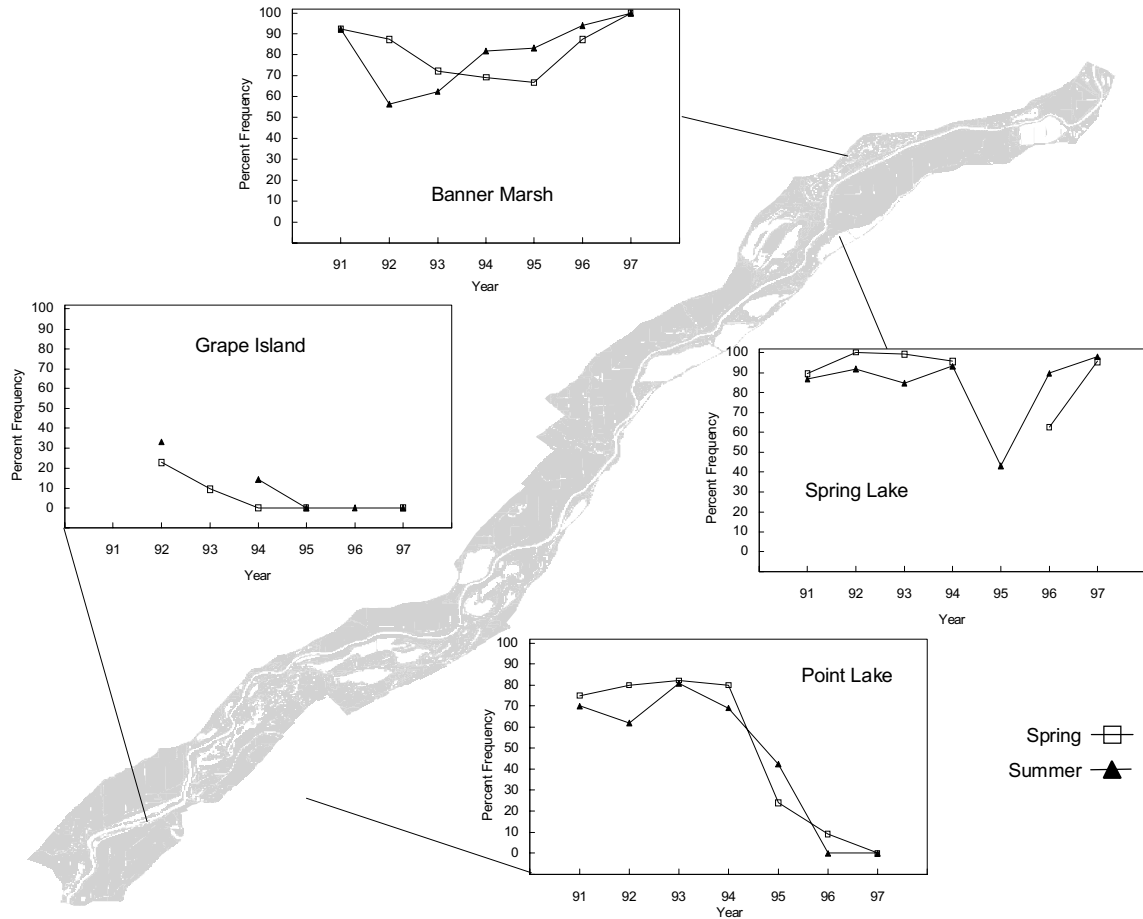 100
90
80
70
60
50
40
30
20
10
0
Percent Frequency
Banner Marsh
91 92 93 94 95 96 97
Year
100
90
80
70
60
50
40
30
20
10
0
Percent Frequency
Grape Island
91 92 93 94 95 96 97
Year
100
90
80
70
60
50
40
30
20
10
0
Percent Frequency
Spring Lake
91 92 93 94 95 96 97
Year
100
90
80
70
60
50
40
30
20
10
0
Percent Frequency
Point Lake
91 92 93 94 95 96 97
Year
Spring
Summer